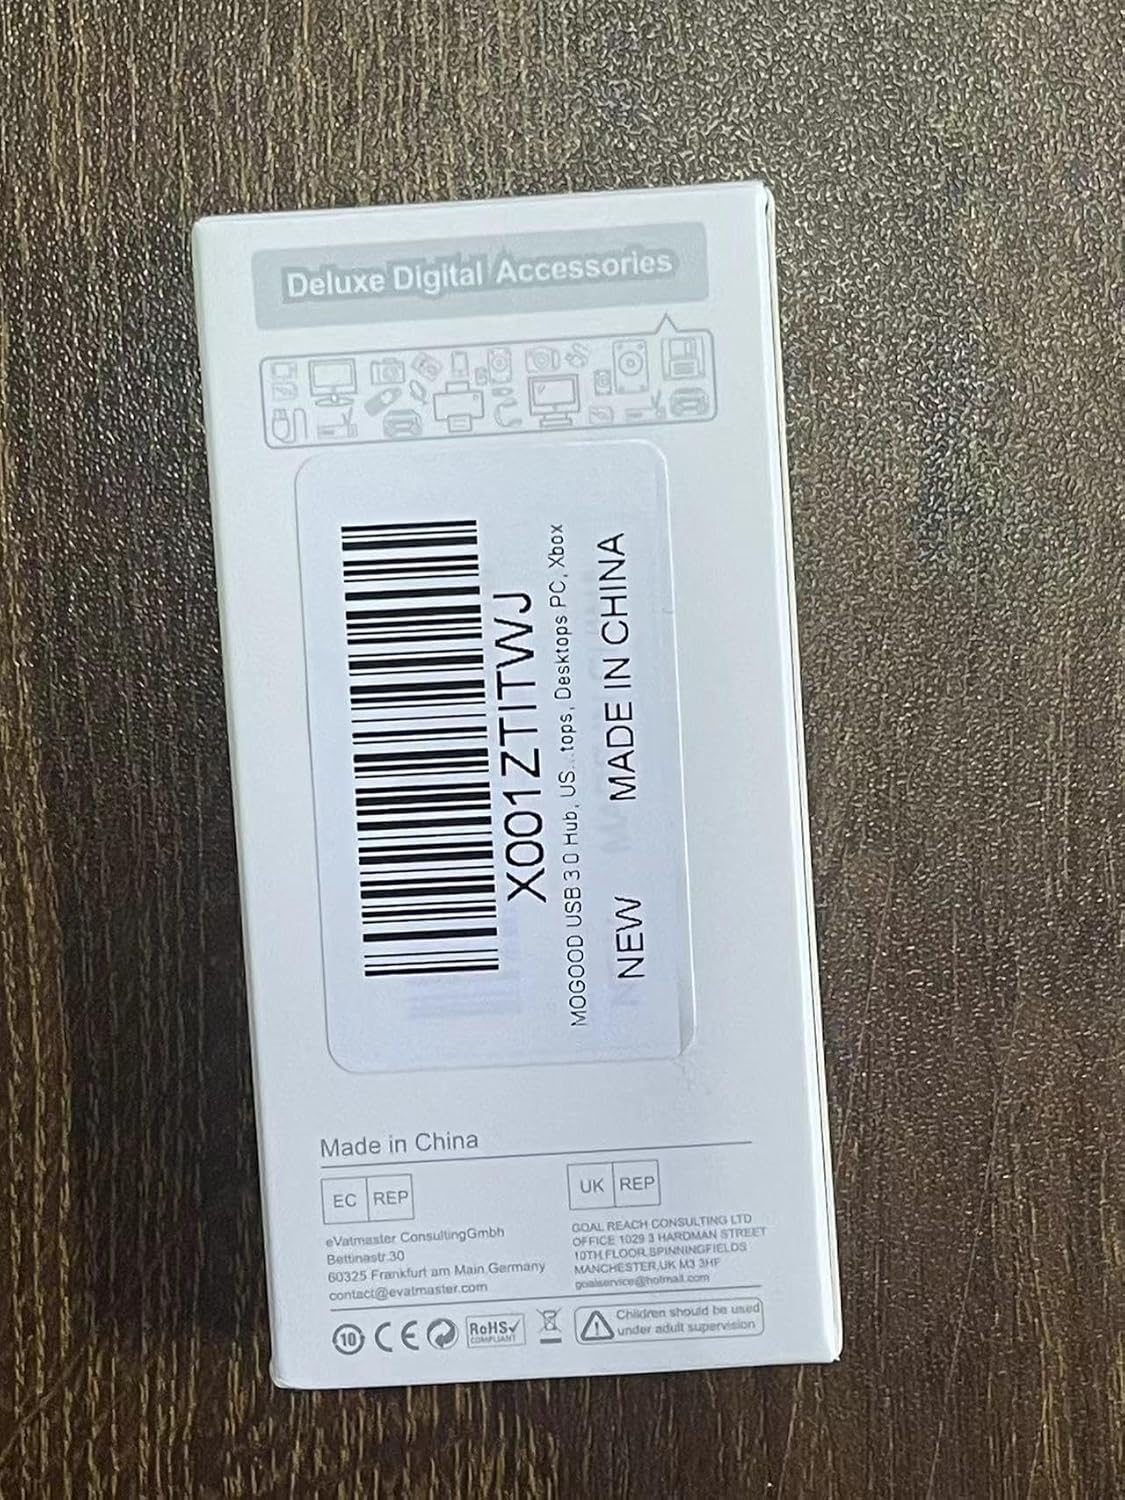 Deluxe Digital Accessories
X001ZTITWJ
MOGOOD USB 3.0 Hub, US...tops, Desktops PC, Xbox
NEW MADE IN CHINA
Made in China
EC REP
eVatmaster ConsultingGmbh
Bettinastr.30
60325 Frankfurt am Main,Germany
contact@evatmaster.com
UK REP
GOAL REACH CONSULTING LTD
OFFICE 1029 3 HARDMAN STREET
10TH FLOOR,SPINNINGFIELDS
MANCHESTER,UK M3 3HF
goalservice@hotmail.com
10 CE RoHS COMPLIANT
Children should be used
under adult supervision